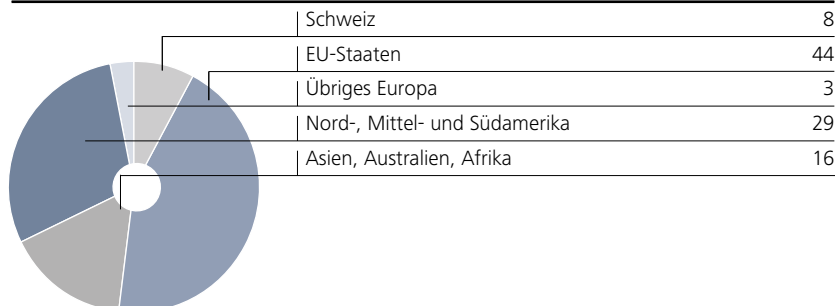 Schweiz 8
EU-Staaten 44
Übriges Europa 3
Nord-, Mittel- und Südamerika 29
Asien, Australien, Afrika 16